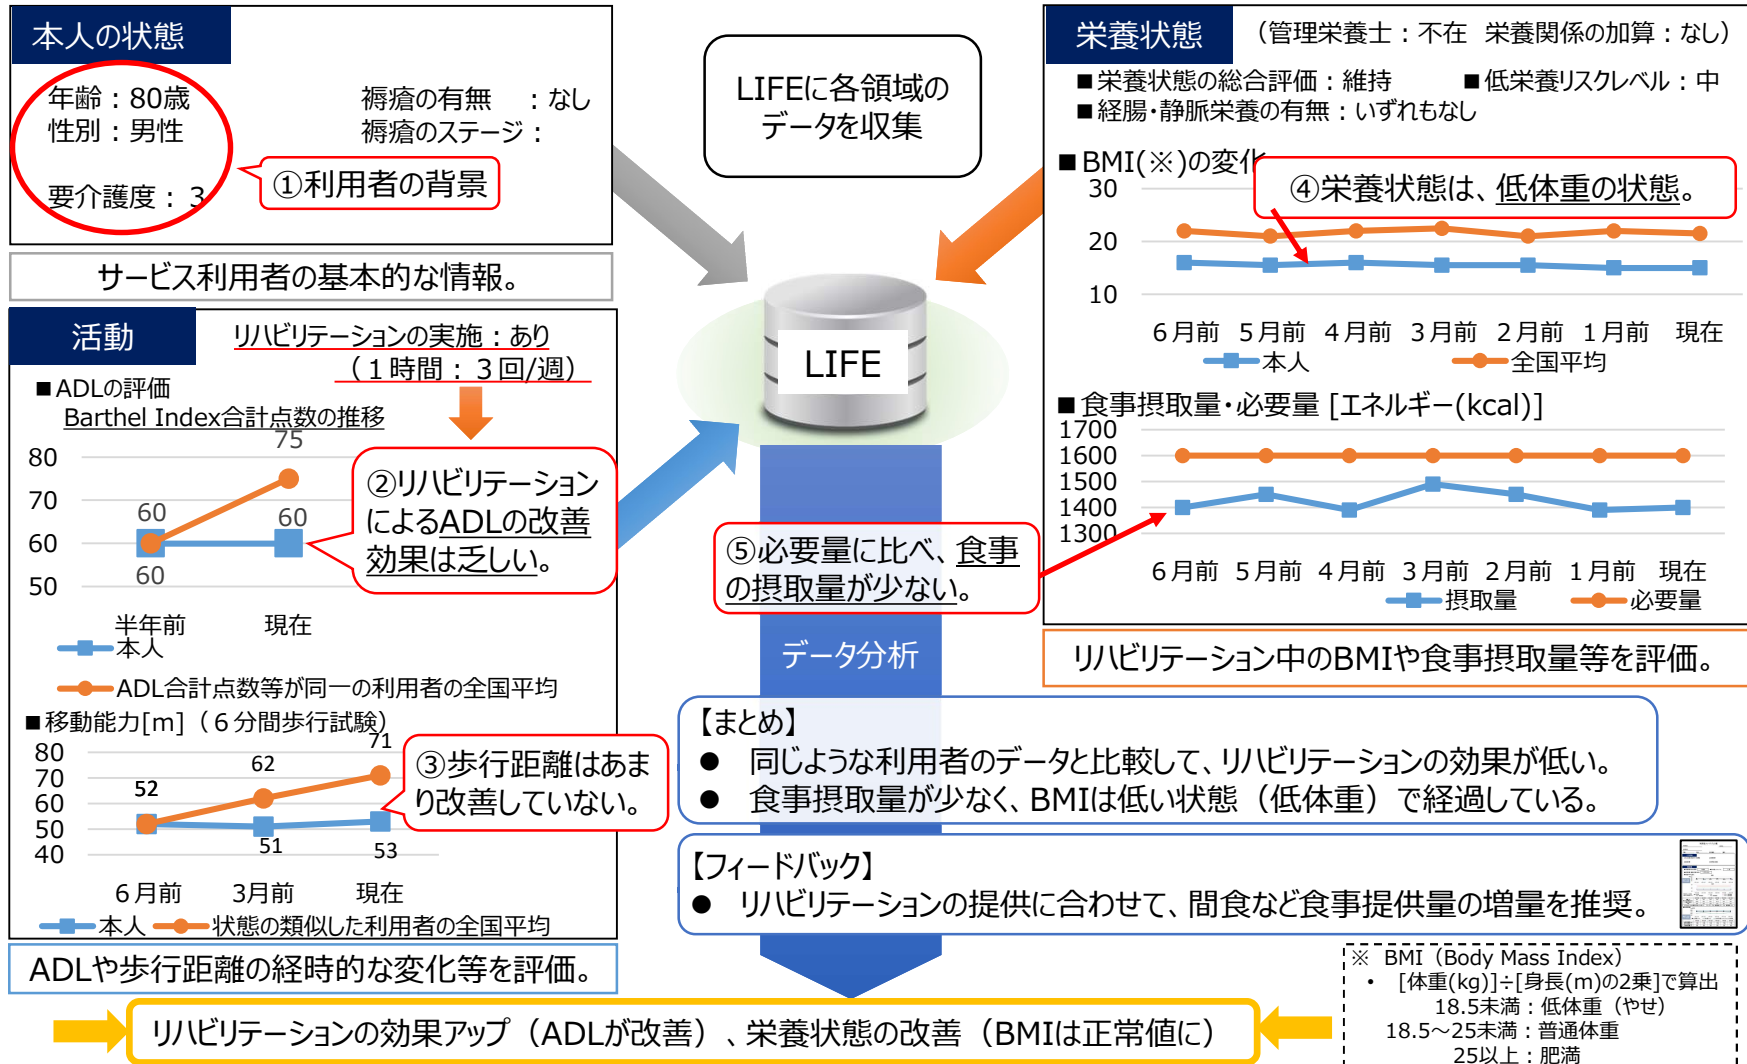 本人の状態
年齢：80歳
性別：男性
要介護度：3
褥瘡の有無　：なし
褥瘡のステージ：
①利用者の背景
サービス利用者の基本的な情報。
LIFEに各領域の
データを収集
栄養状態
（管理栄養士：不在 栄養関係の加算：なし）
■栄養状態の総合評価：維持
■低栄養リスクレベル：中
■経腸・静脈栄養の有無：いずれもなし
■BMI(※)の変化
④栄養状態は、低体重の状態。
30
20
10
６月前 ５月前 ４月前 ３月前 ２月前 １月前 現在
本人
全国平均
■食事摂取量・必要量 [エネルギー(kcal)]
1700
1600
1500
1400
1300
⑤必要量に比べ、食事
の摂取量が少ない。
６月前 ５月前 ４月前 ３月前 ２月前 １月前 現在
摂取量
必要量
リハビリテーション中のBMIや食事摂取量等を評価。
活動
リハビリテーションの実施：あり
（１時間：３回/週）
■ADLの評価
Barthel Index合計点数の推移
80
70
60
50
75
60
60
60
半年前
現在
②リハビリテーション
によるADLの改善
効果は乏しい。
本人
ADL合計点数等が同一の利用者の全国平均
■移動能力[m]（６分間歩行試験）
80
70
60
50
40
52
62
71
51
53
③歩行距離はあま
り改善していない。
６月前
3月前
現在
本人
状態の類似した利用者の全国平均
ADLや歩行距離の経時的な変化等を評価。
LIFE
データ分析
【まとめ】
● 同じような利用者のデータと比較して、リハビリテーションの効果が低い。
● 食事摂取量が少なく、BMIは低い状態（低体重）で経過している。
【フィードバック】
● リハビリテーションの提供に合わせて、間食など食事提供量の増量を推奨。
リハビリテーションの効果アップ（ADLが改善）、栄養状態の改善（BMIは正常値に）
※ BMI（Body Mass Index）
・ [体重(kg)]÷[身長(m)の2乗]で算出
18.5未満：低体重（やせ）
18.5～25未満：普通体重
25以上：肥満